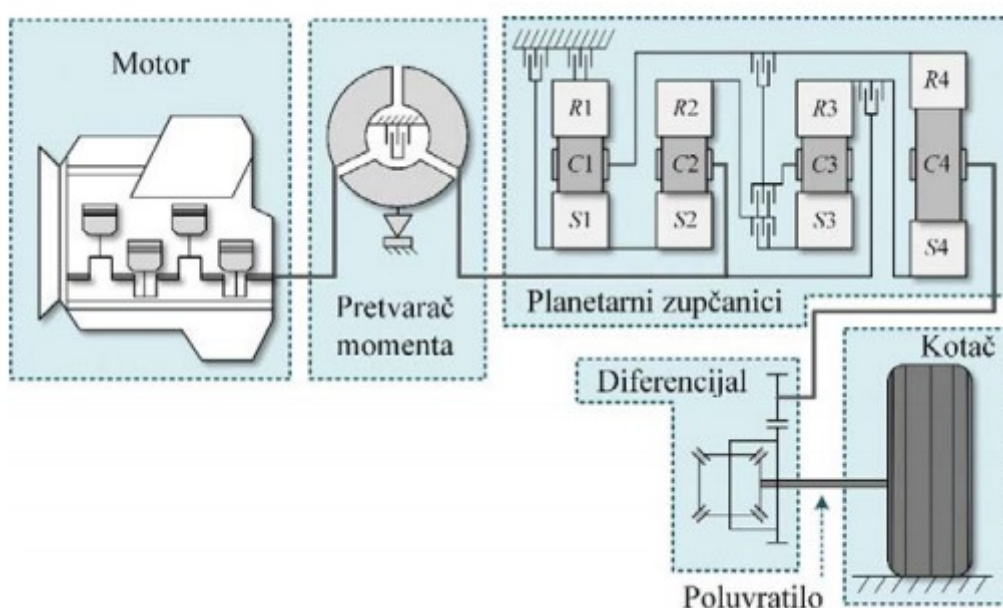 Motor
Pretvarač
momenta
R1
C1
S1
R2
C2
S2
R3
C3
S3
R4
C4
S4
Planetarni zupčanici
Diferencijal
Kotač
Poluvratilo